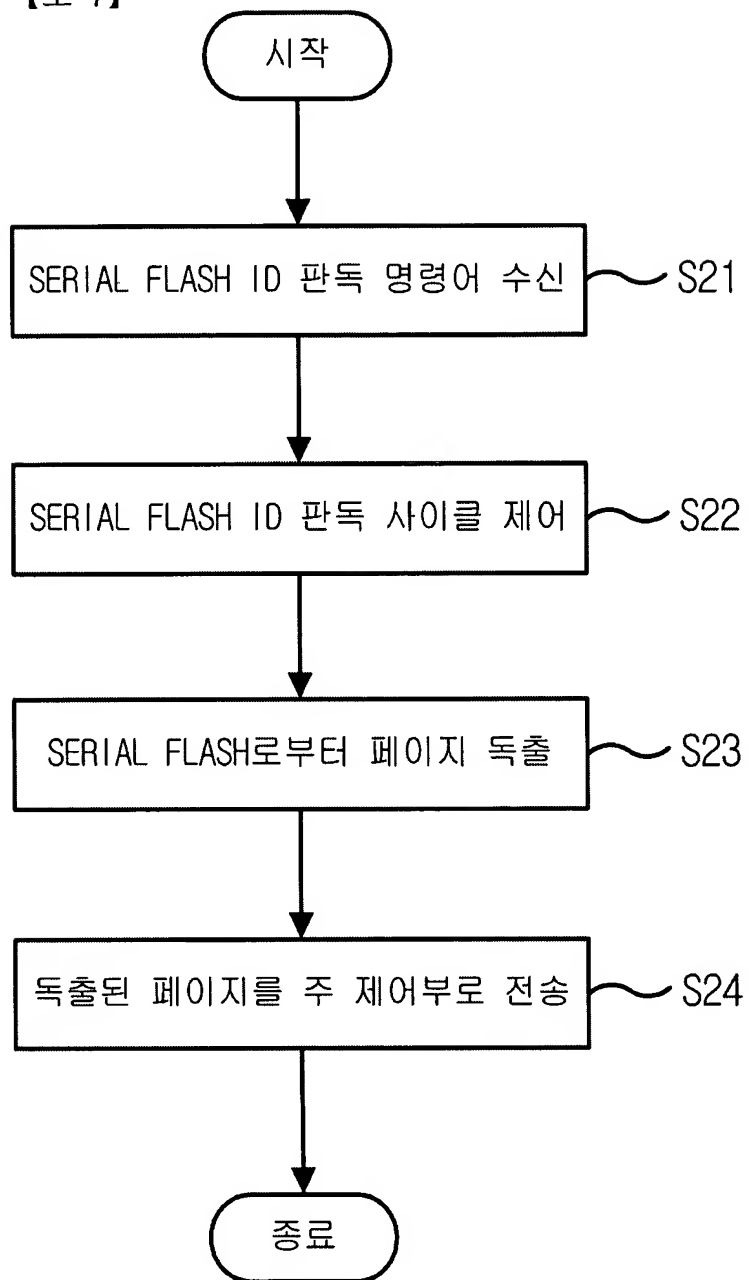 시작
SERIAL FLASH ID 판독 명령어 수신
S21
SERIAL FLASH ID 판독 사이클 제어
S22
SERIAL FLASH로부터 페이지 독출
S23
독출된 페이지를 주 제어부로 전송
S24
종료